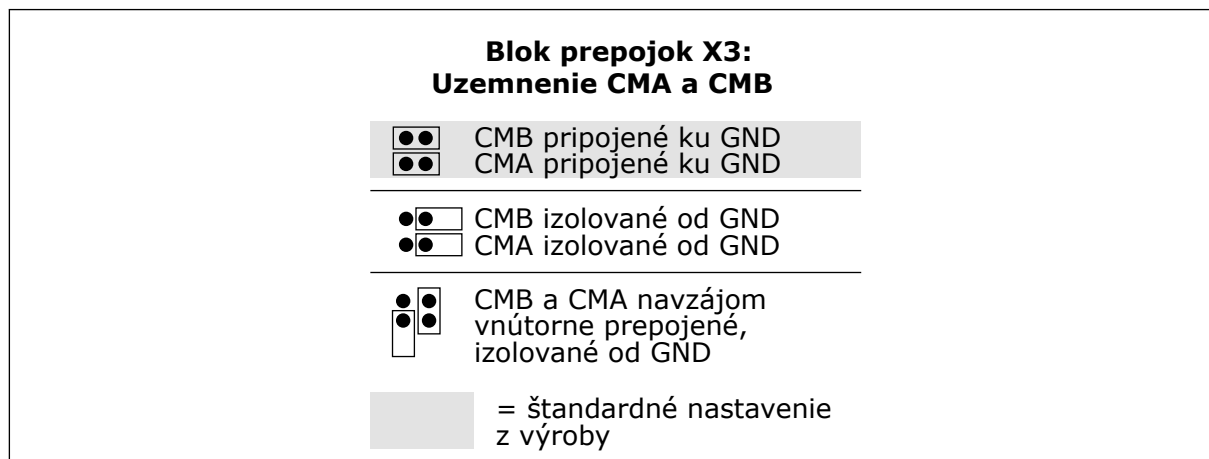 Blok prepojok X3:
Uzemnenie CMA a CMB
CMB pripojené ku GND
CMA pripojené ku GND
CMB izolované od GND
CMA izolované od GND
CMB a CMA navzájom
vnútorne prepojené,
izolované od GND
= štandardné nastavenie
z výroby